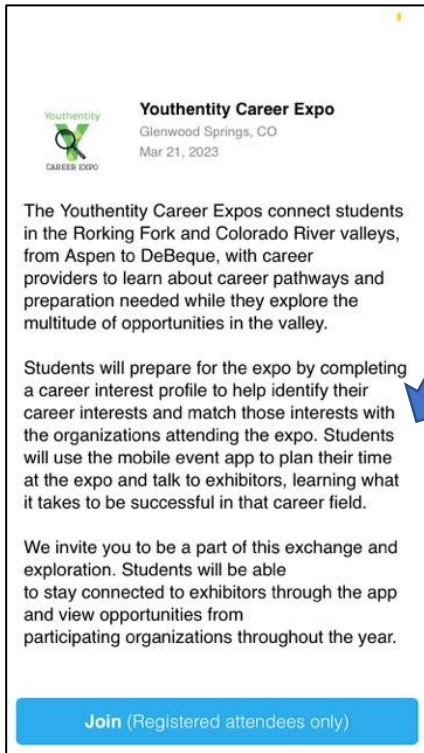 Youthentity
CAREER EXPO
Youthentity Career Expo
Glenwood Springs, CO
Mar 21, 2023
The Youthentity Career Expos connect students
in the Rorking Fork and Colorado River valleys,
from Aspen to DeBeque, with career
providers to learn about career pathways and
preparation needed while they explore the
multitude of opportunities in the valley.
Students will prepare for the expo by completing
a career interest profile to help identify their
career interests and match those interests with
the organizations attending the expo. Students
will use the mobile event app to plan their time
at the expo and talk to exhibitors, learning what
it takes to be successful in that career field.
We invite you to be a part of this exchange and
exploration. Students will be able
to stay connected to exhibitors through the app
and view opportunities from
participating organizations throughout the year.
Join (Registered attendees only)